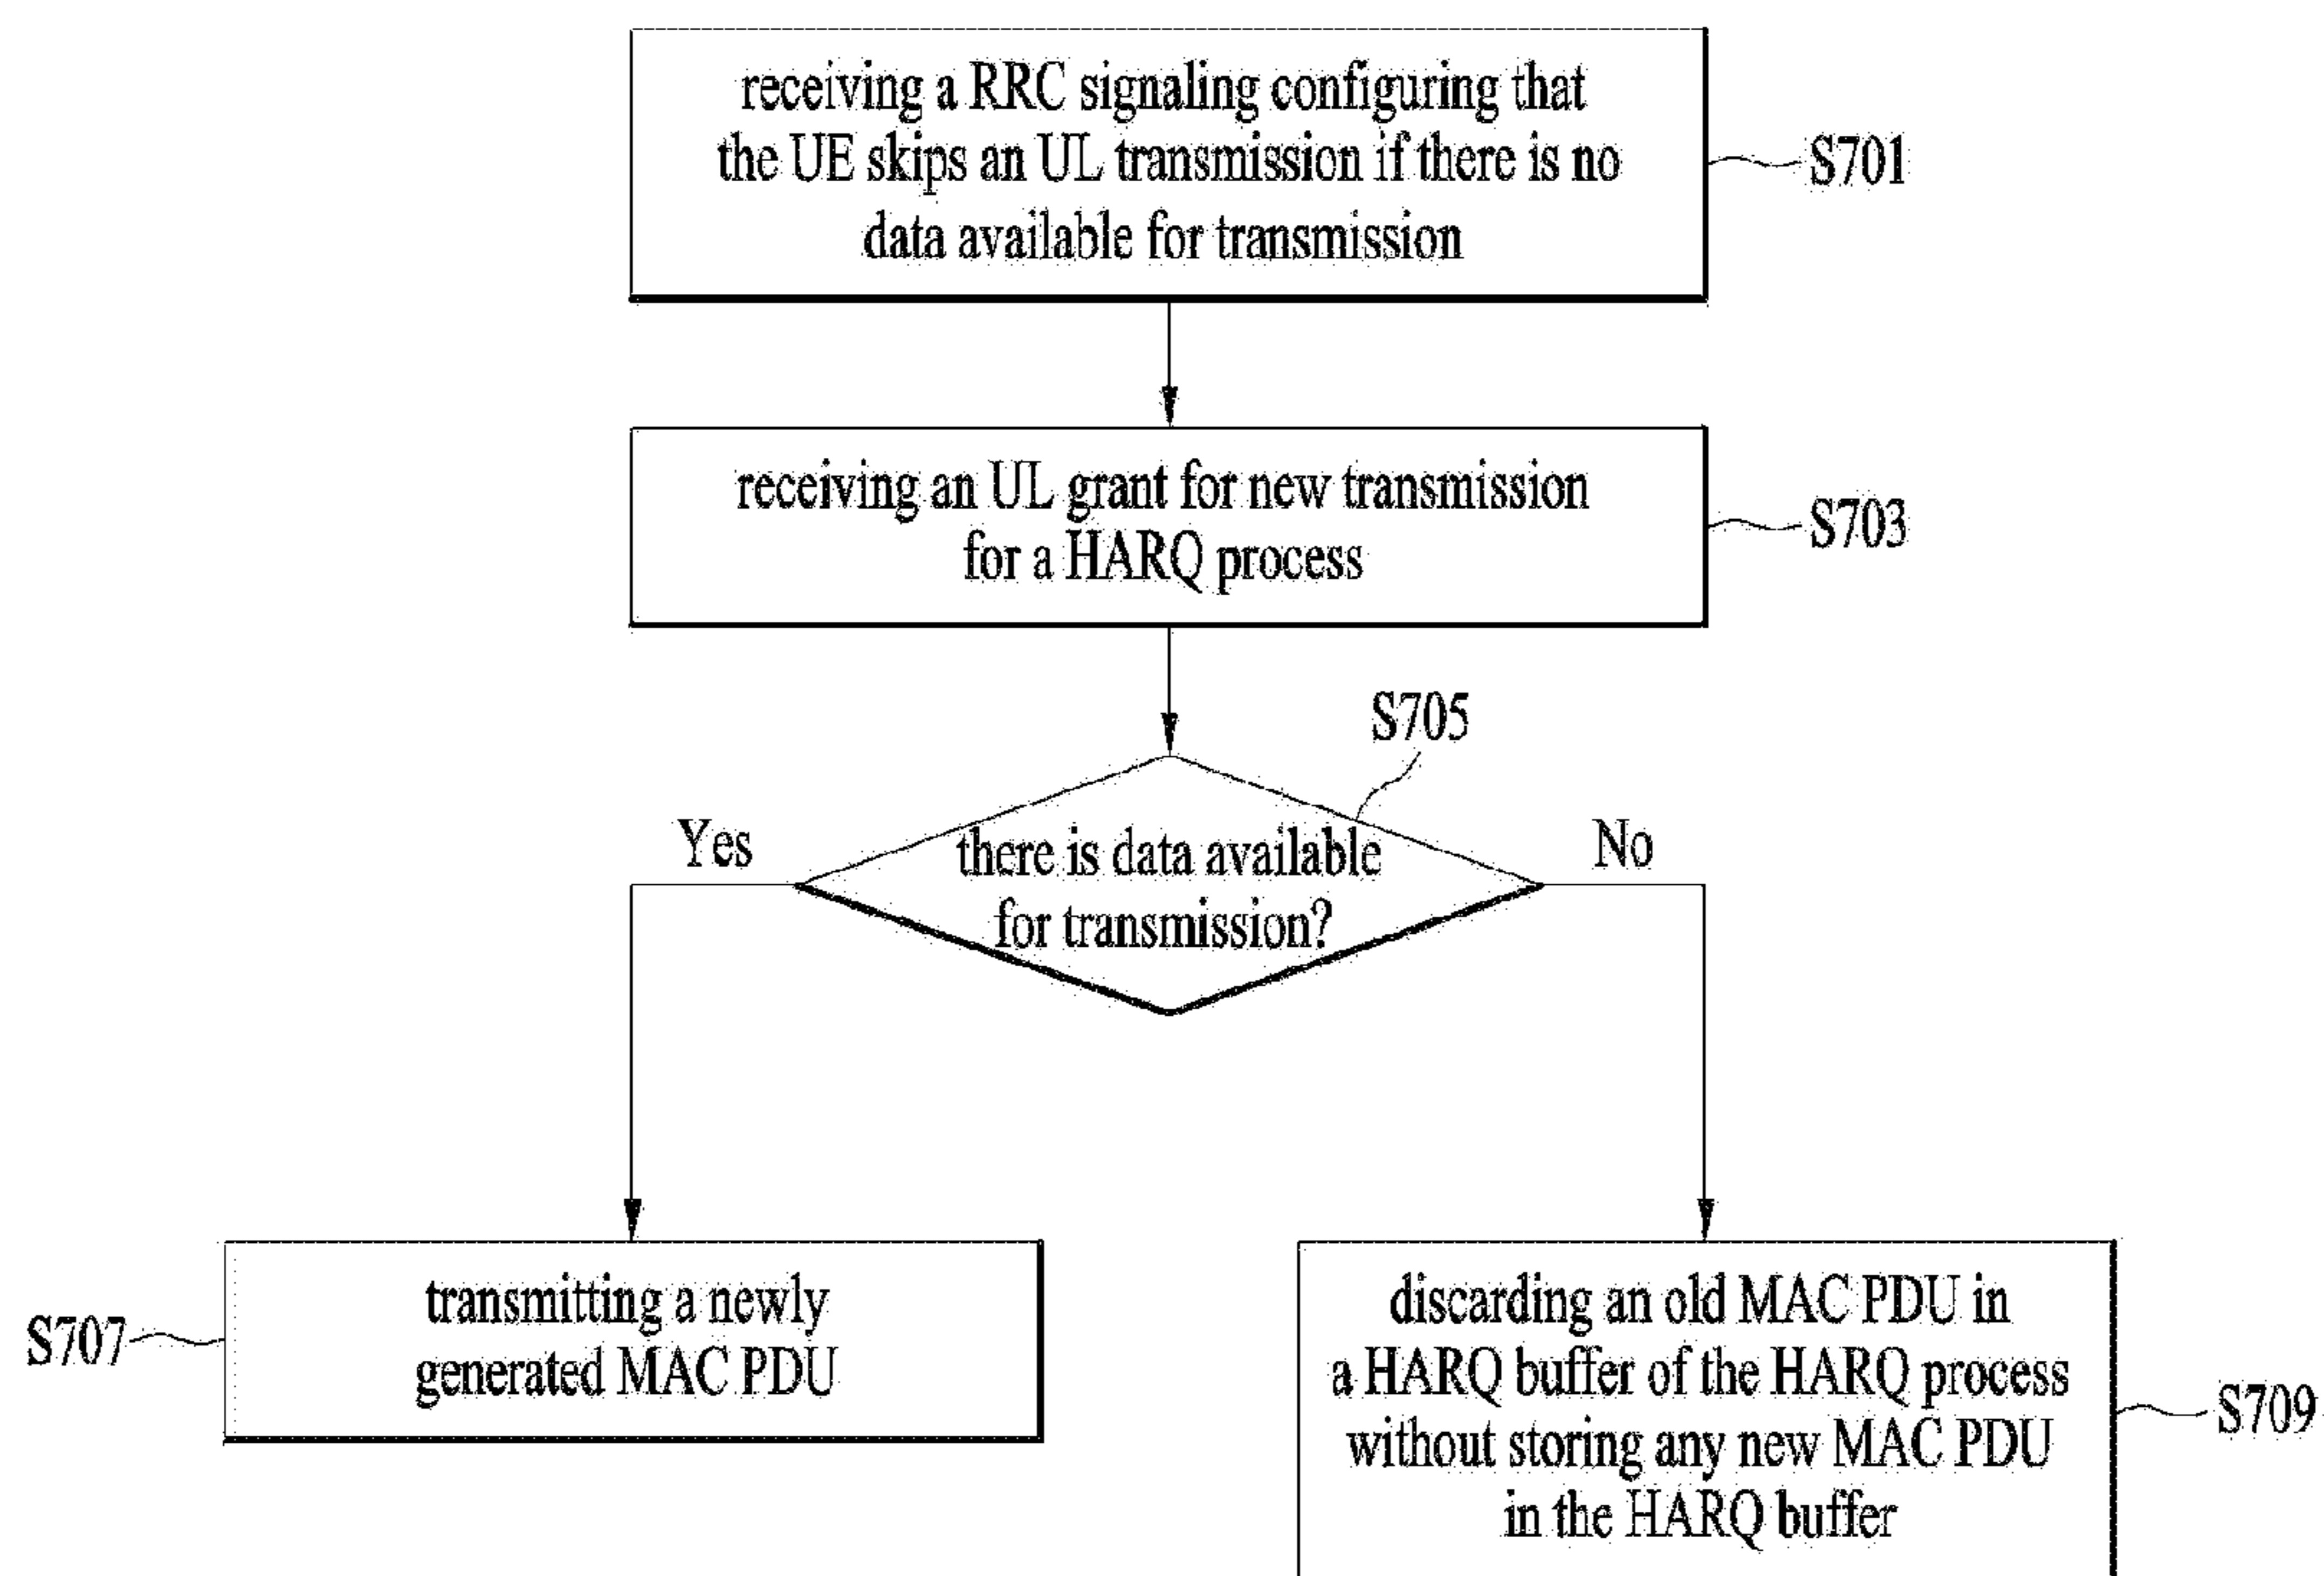 receiving a RRC signaling configuring that
the UE skips an UL transmission if there is no
data available for transmission
S701
receiving an UL grant for new transmission
for a HARQ process
S703
S705
Yes
there is data available
for transmission?
No
S707
transmitting a newly
generated MAC PDU
discarding an old MAC PDU in
a HARQ buffer of the HARQ process
without storing any new MAC PDU
in the HARQ buffer
S709